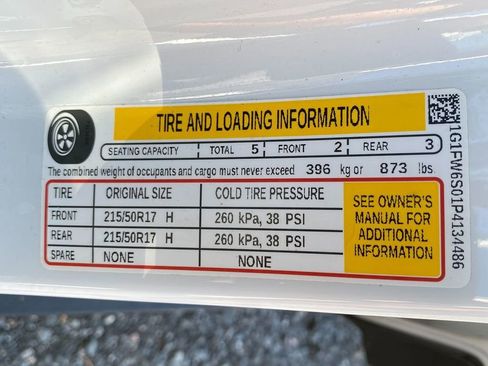 TIRE AND LOADING INFORMATION
SEATING CAPACITY TOTAL 5 FRONT 2 REAR 3
The combined weight of occupants and cargo must never exceed 396 kg or 873 lbs.
TIRE ORIGINAL SIZE COLD TIRE PRESSURE
FRONT 215/50R17 H 260 kPa, 38 PSI
REAR 215/50R17 H 260 kPa, 38 PSI
SPARE NONE NONE
SEE OWNER'S
MANUAL FOR
ADDITIONAL
INFORMATION
1G1FW6S01P4134486